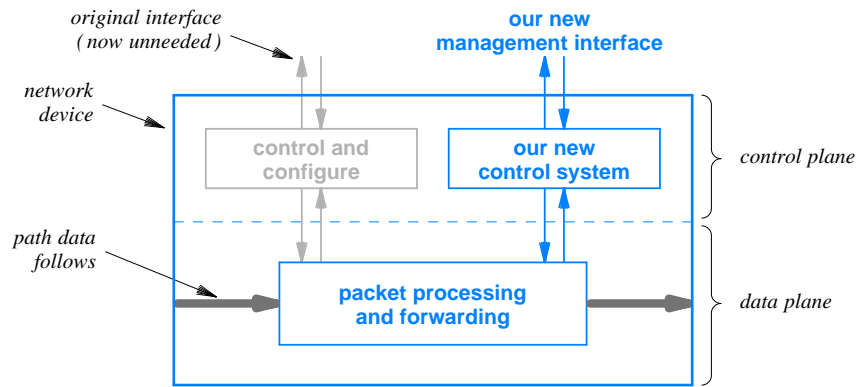 original interface
(now unneeded)
our new
management interface
network
device
control and
configure
our new
control system
control plane
path data
follows
packet processing
and forwarding
data plane